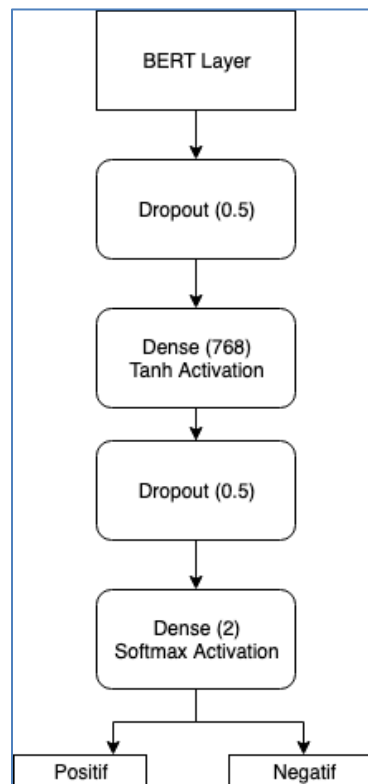 BERT Layer
Dropout (0.5)
Dense (768)
Tanh Activation
Dropout (0.5)
Dense (2)
Softmax Activation
Positif
Negatif